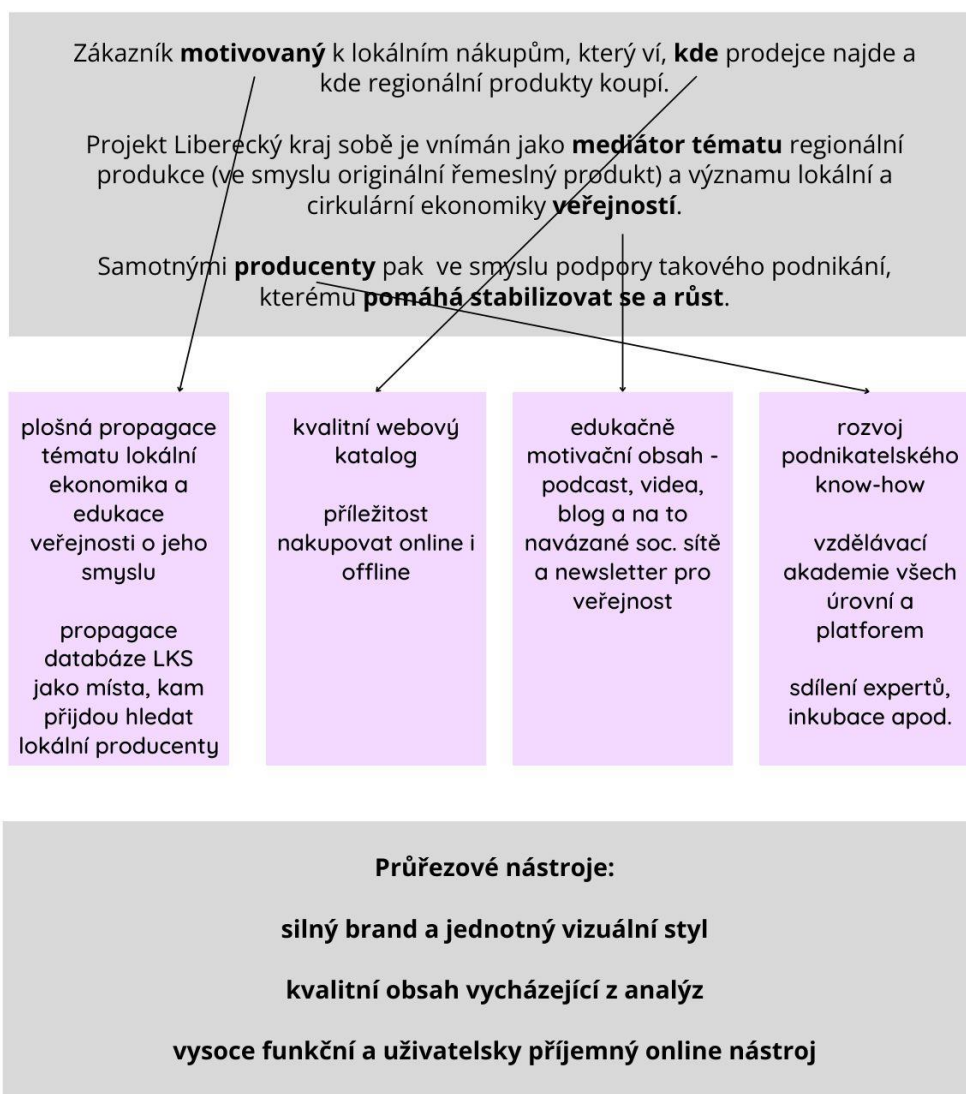 Zákazník motivovaný k lokálním nákupům, který ví, kde prodejce najde a
kde regionální produkty koupí.
Projekt Liberecký kraj sobě je vnímán jako mediátor tématu regionální
produkce (ve smyslu originální řemeslný produkt) a významu lokální a
cirkulární ekonomiky veřejností.
Samotnými producenty pak ve smyslu podpory takového podnikání,
kterému pomáhá stabilizovat se a růst.
plošná propagace
tématu lokální
ekonomika a
edukace
veřejnosti o jeho
smyslu
propagace
databáze LKS
jako místa, kam
přijdou hledat
lokální producenty
kvalitní webový
katalog
příležitost
nakupovat online i
offline
edukačně
motivační obsah -
podcast, videa,
blog a na to
navázané soc. sítě
a newsletter pro
veřejnost
rozvoj
podnikatelského
know-how
vzdělávací
akademie všech
úrovní a
platforem
sdílení expertů,
inkubace apod.
Průřezové nástroje:
silný brand a jednotný vizuální styl
kvalitní obsah vycházející z analýz
vysoce funkční a uživatelsky příjemný online nástroj